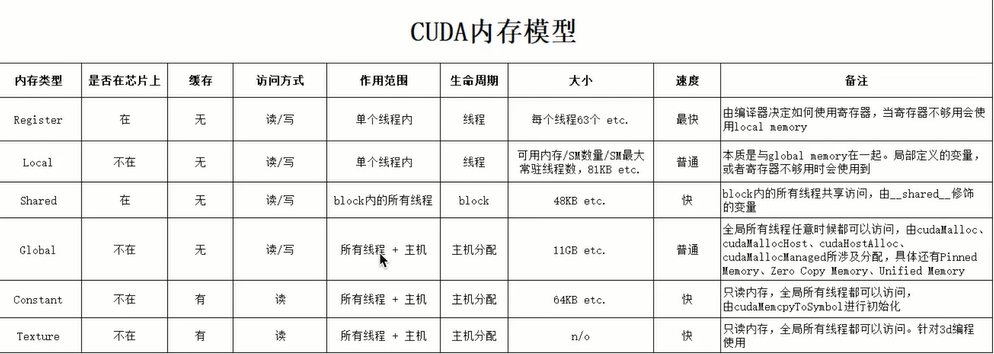 CUDA内存模型
内存类型 是否在芯片上 缓存 访问方式 作用范围 生命周期 大小 速度 备注
Register 在 无 读/写 单个线程内 线程 每个线程63个 etc. 最快 由编译器决定如何使用寄存器，当寄存器不够用会使
用local memory
Local 不在 无 读/写 单个线程内 线程 可用内存/SM数量/SM最大
常驻线程数，81KB etc. 普通 本质是与global memory在一起。局部定义的变量，
或者寄存器不够用时会使用到
Shared 在 无 读/写 block内的所有线程 block 48KB etc. 快 block内的所有线程共享访问，由__shared__修饰
的变量
Global 不在 无 读/写 所有线程 + 主机 主机分配 11GB etc. 普通 全局所有线程任意时候都可以访问，由cudaMalloc、
cudaMallocHost、cudaHostAlloc、
cudaMallocManaged所涉及分配，具体还有Pinned
Memory、Zero Copy Memory、Unified Memory
Constant 不在 有 读 所有线程 + 主机 主机分配 64KB etc. 快 只读内存，全局所有线程都可以访问，
由cudaMemcpyToSymbol进行初始化
Texture 不在 有 读 所有线程 + 主机 主机分配 n/o 快 只读内存，全局所有线程都可以访问。针对3d编程
使用